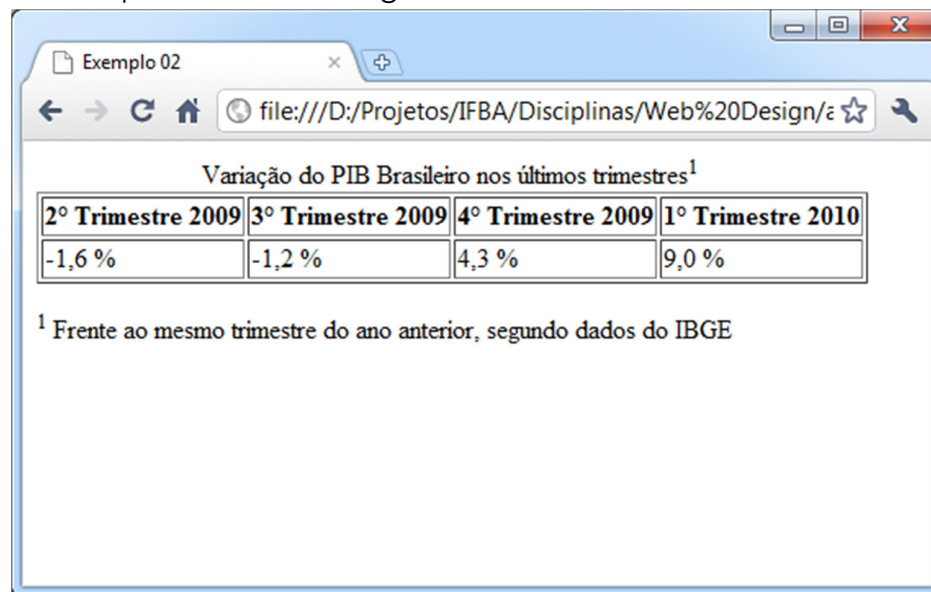 Exemplo 02
file:///D:/Projetos/IFBA/Disciplinas/Web%20Design/a
Variação do PIB Brasileiro nos últimos trimestres¹
2° Trimestre 2009 3° Trimestre 2009 4° Trimestre 2009 1° Trimestre 2010
-1,6 % -1,2 % 4,3 % 9,0 %
¹ Frente ao mesmo trimestre do ano anterior, segundo dados do IBGE